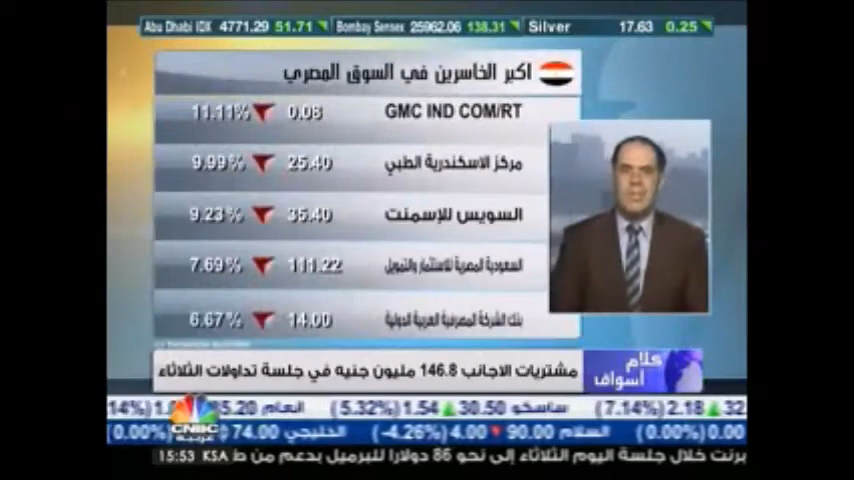 Abu Dhabi IDX 4771.29 51.71 Bombay Sensex 25962.06 138.31 Silver 17.63 0.25
اكبر الخاسرين في السوق المصري
GMC IND COM/RT 0.08 11.11%
مركز الاسكندرية الطبي 25.40 9.99%
السويس للإسمنت 35.40 9.23%
السعودية المصرية للاستثمار والتمويل 111.22 7.69%
بنك الشركة المصرفية العربية الدولية 14.00 6.67%
كلام أسواق
مشتريات الاجانب 146.8 مليون جنيه في جلسة تداولات الثلاثاء
32 2.18 (7.14%) ساسكو 30.50 1.54 (5.32%) انعام 85.20 14%)
0.00 (0.00%) السلام 90.00 4.00 (-4.26%) الخليجي 74.00 (0.00%
CNBC عربية
برنت خلال جلسة اليوم الثلاثاء إلى نحو 86 دولارا للبرميل بدعم من ط
15:53 KSA